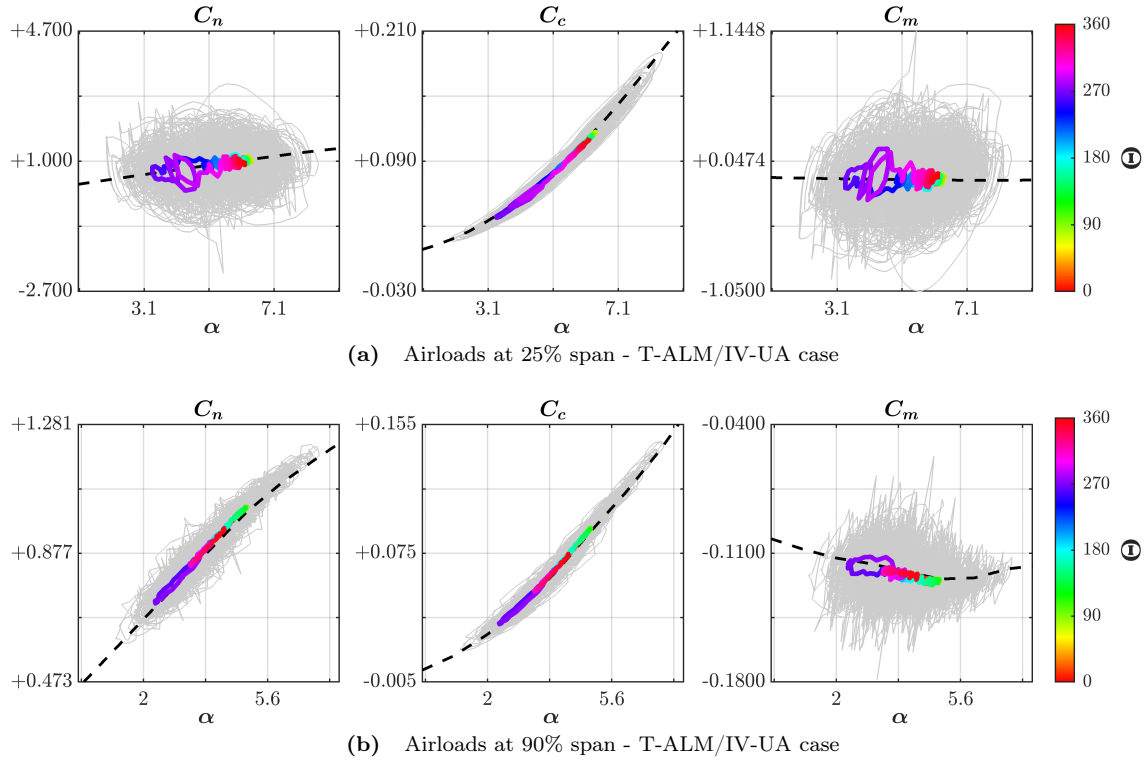 C_n C_c C_m
+4.700 +0.210 +1.1448 360
270
+1.000 +0.090 +0.0474 180 Θ
90
-2.700 -0.030 -1.0500 0
3.1 7.1 3.1 7.1 3.1 7.1
α α α
(a) Airloads at 25% span - T-ALM/IV-UA case
C_n C_c C_m
+1.281 +0.155 -0.0400 360
270
+0.877 +0.075 -0.1100 180 Θ
90
+0.473 -0.005 -0.1800 0
2 5.6 2 5.6 2 5.6
α α α
(b) Airloads at 90% span - T-ALM/IV-UA case